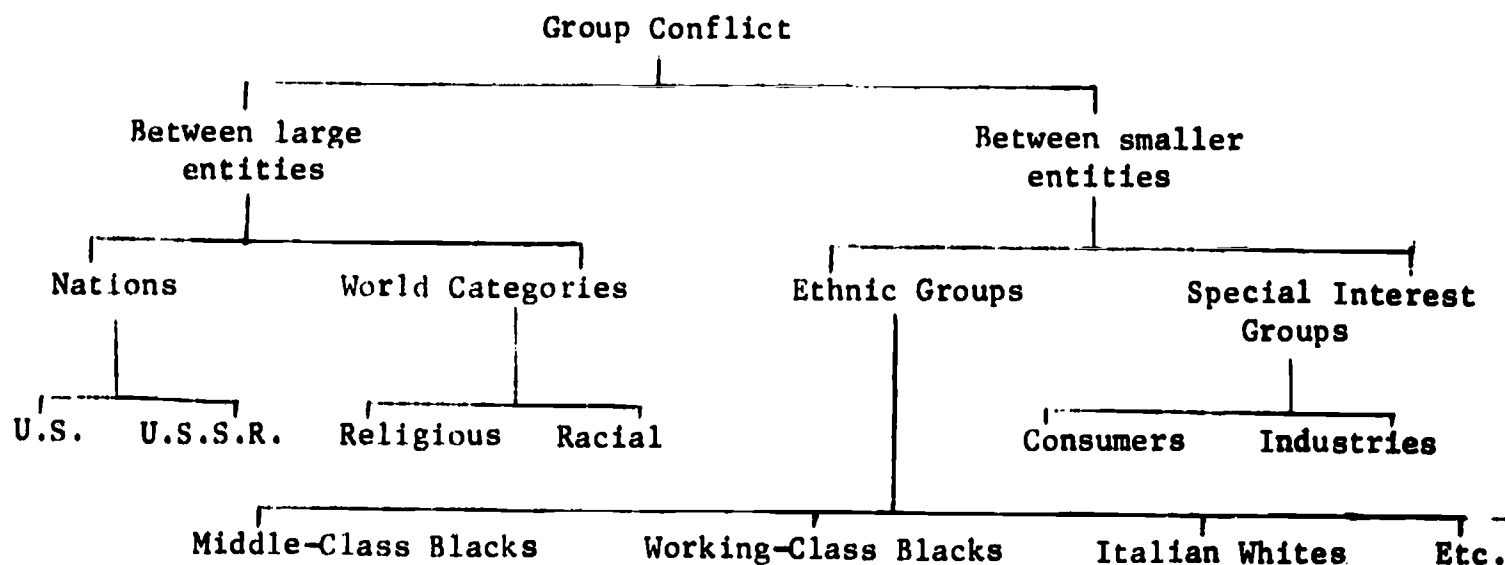 Group Conflict
Between large
entities
Between smaller
entities
Nations
World Categories
Ethnic Groups
Special Interest
Groups
U.S.
U.S.S.R.
Religious
Racial
Consumers
Industries
Middle-Class Blacks
Working-Class Blacks
Italian Whites
Etc.